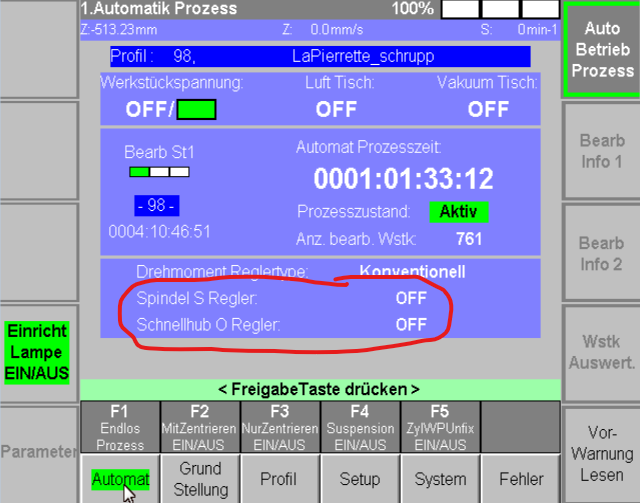 1.Automatik Prozess 100%
Z:-513.23mm Z: 0.0mm/s S: 0min-1
Profil : 98, LaPierrette_schrupp
Werkstückspannung: Luft Tisch: Vakuum Tisch:
OFF/ OFF OFF
Bearb St1
- 98 -
0004:10:46:51
Automat Prozesszeit:
0001:01:33:12
Prozesszustand: Aktiv
Anz. bearb. Wstk: 761
Drehmoment Reglertype: Konventionell
Spindel S Regler: OFF
Schnellhub O Regler: OFF
Einricht
Lampe
EIN/AUS
Parameter
Auto
Betrieb
Prozess
Bearb
Info 1
Bearb
Info 2
Wstk
Auswert.
Vor-
Warnung
Lesen
< FreigabeTaste drücken >
F1 F2 F3 F4 F5
Endlos MitZentrieren NurZentrieren Suspension ZylWPUnfix
Prozess EIN/AUS EIN/AUS EIN/AUS EIN/AUS
Automat Grund Profil Setup System Fehler
Stellung